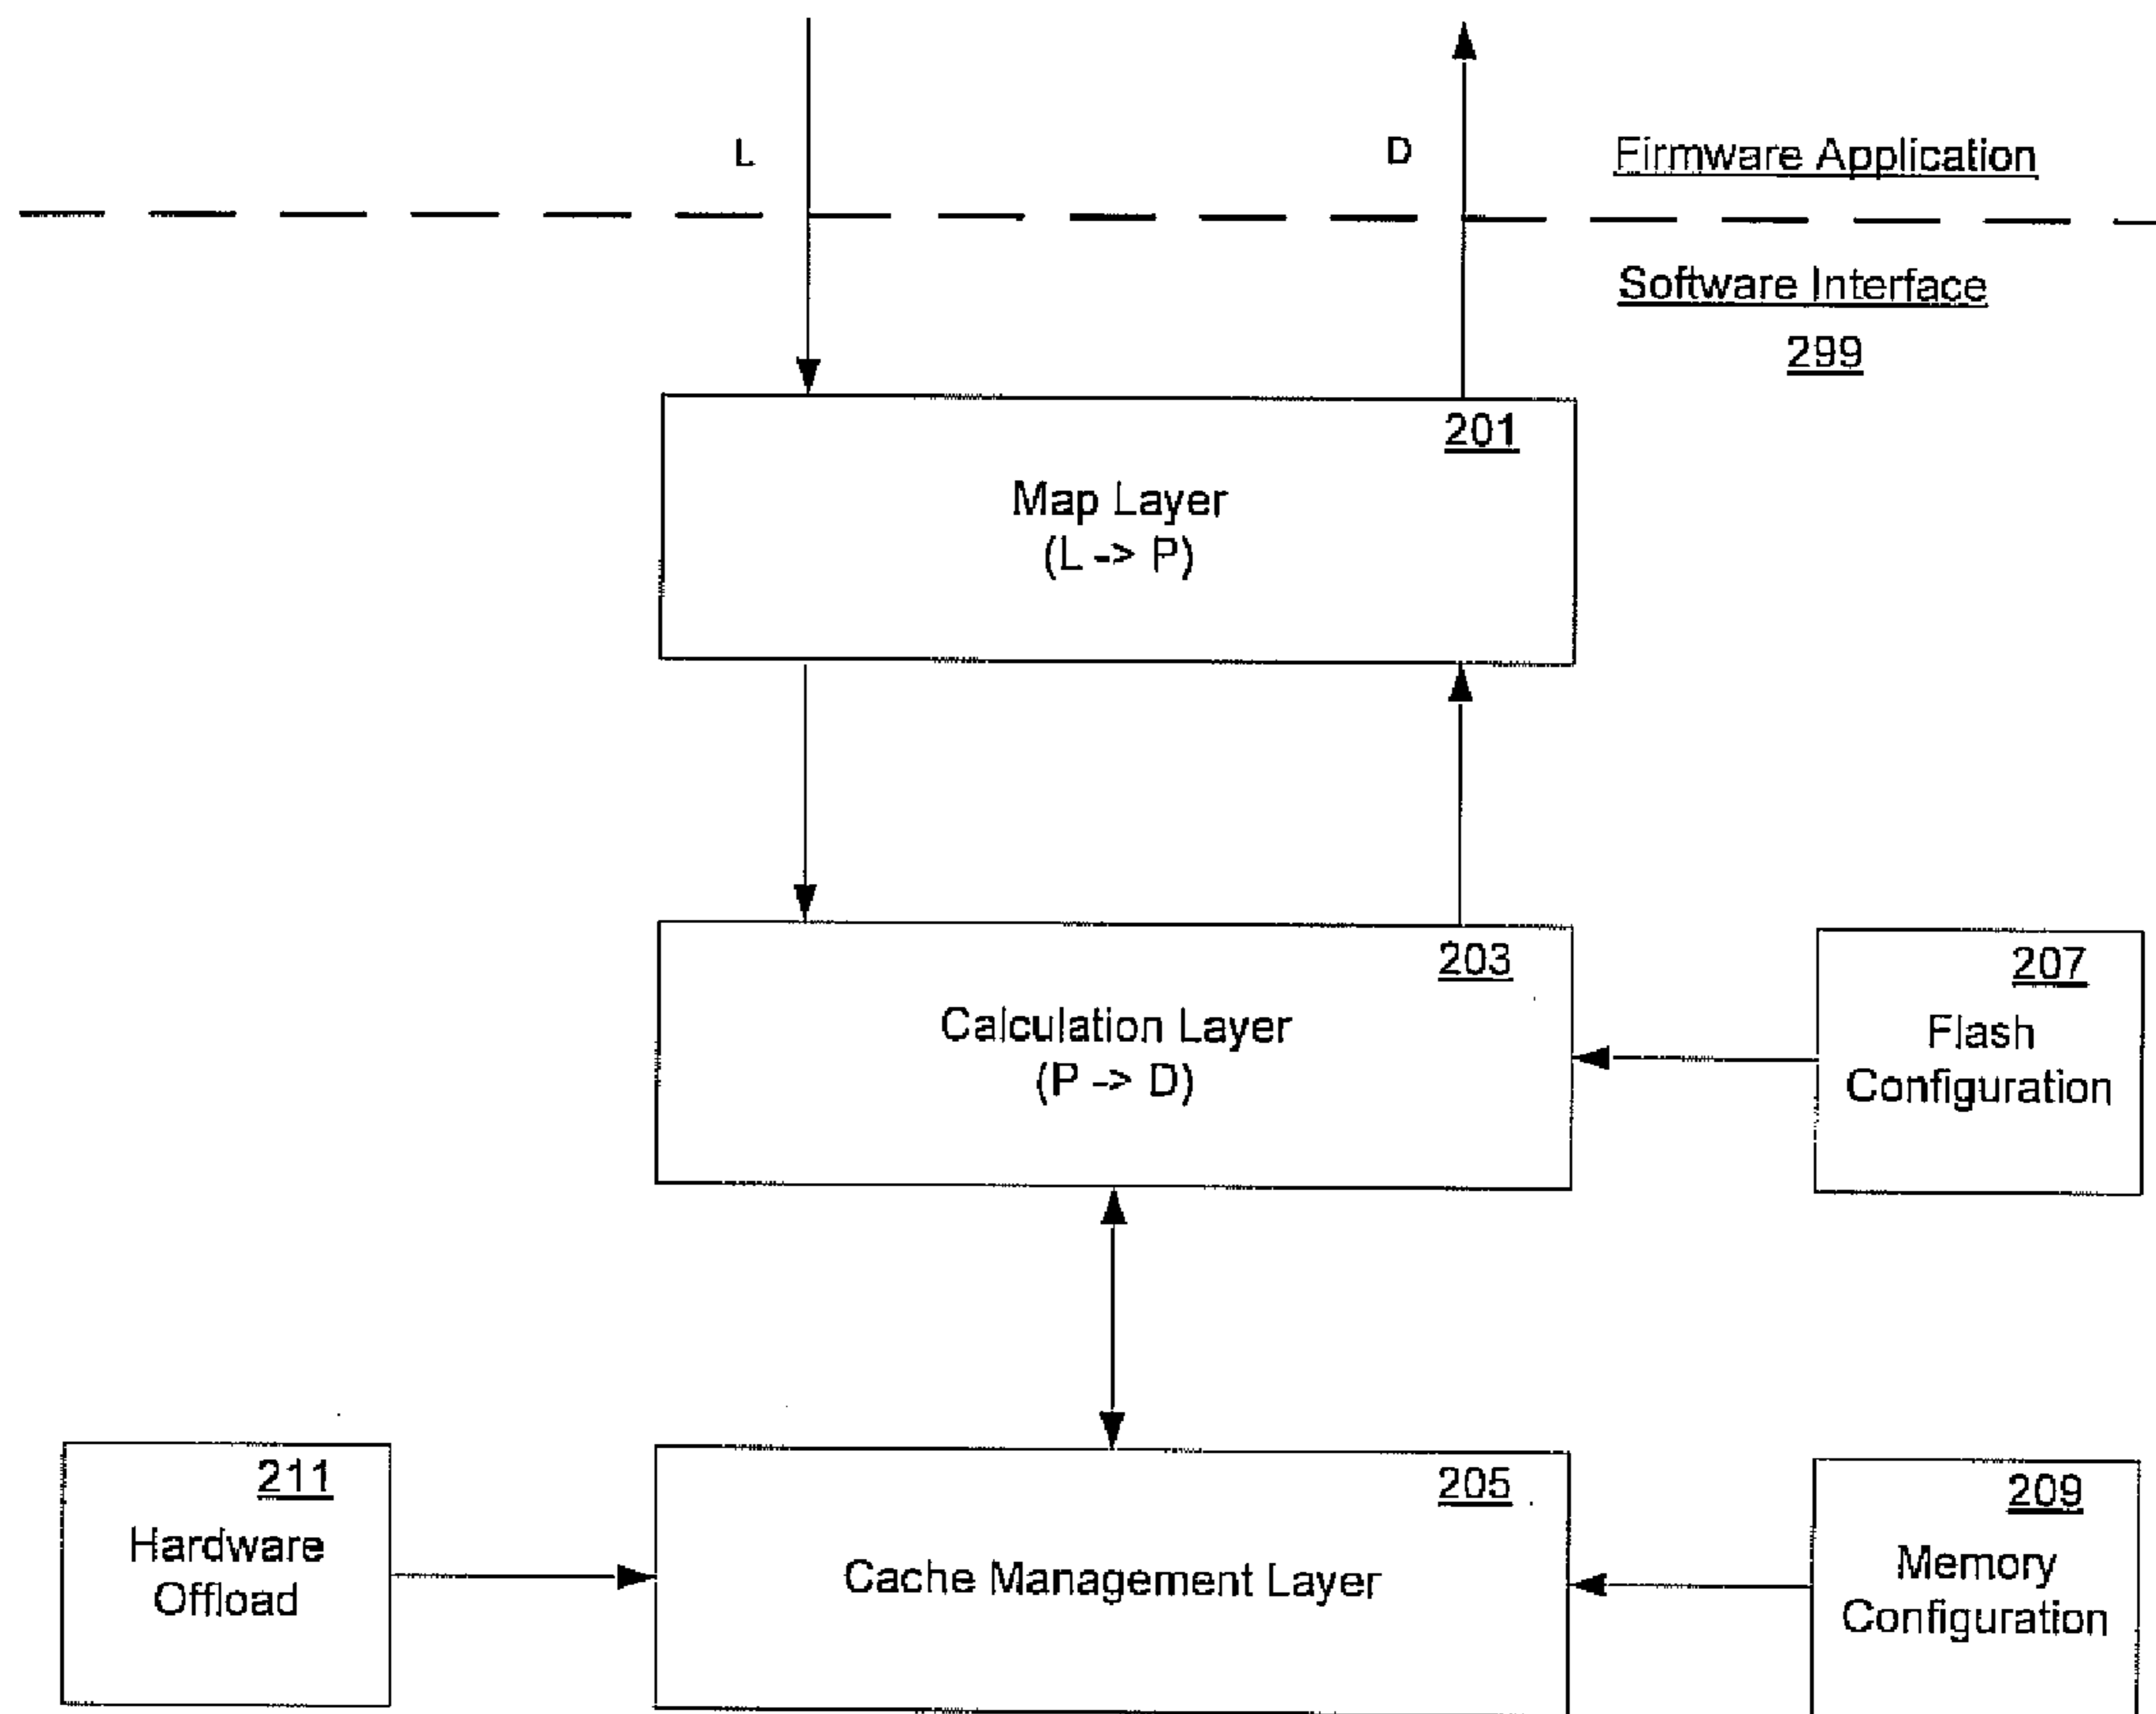 L
D
Firmware Application
Software Interface
299
201
Map Layer
(L -> P)
203
Calculation Layer
(P -> D)
207
Flash
Configuration
211
Hardware
Offload
205
Cache Management Layer
209
Memory
Configuration